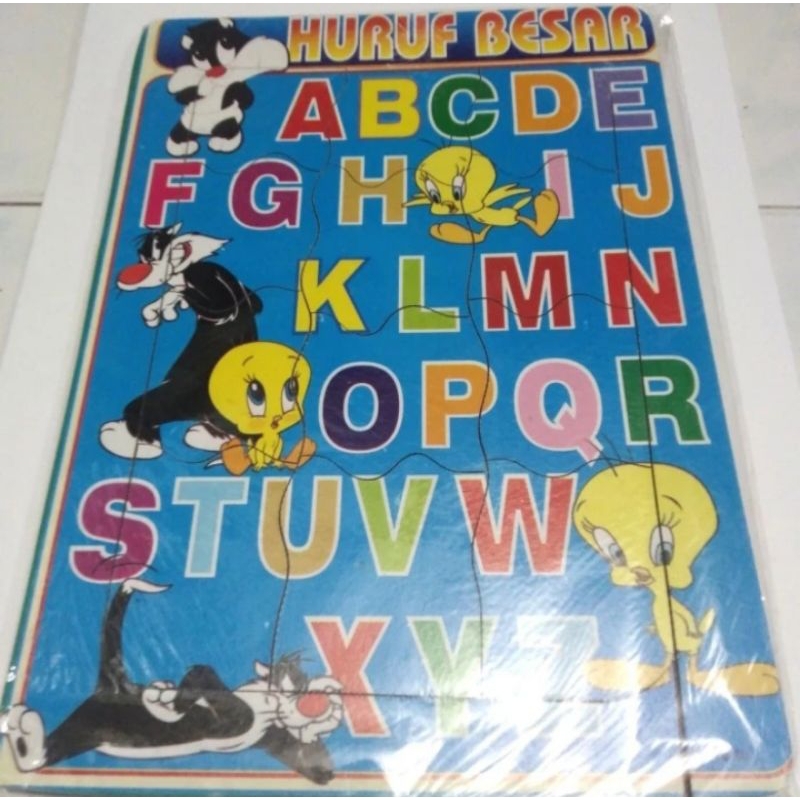 HURUF BESAR
A B C D E
F G H I J
K L M N
O P Q R
S T U V W
X Y Z